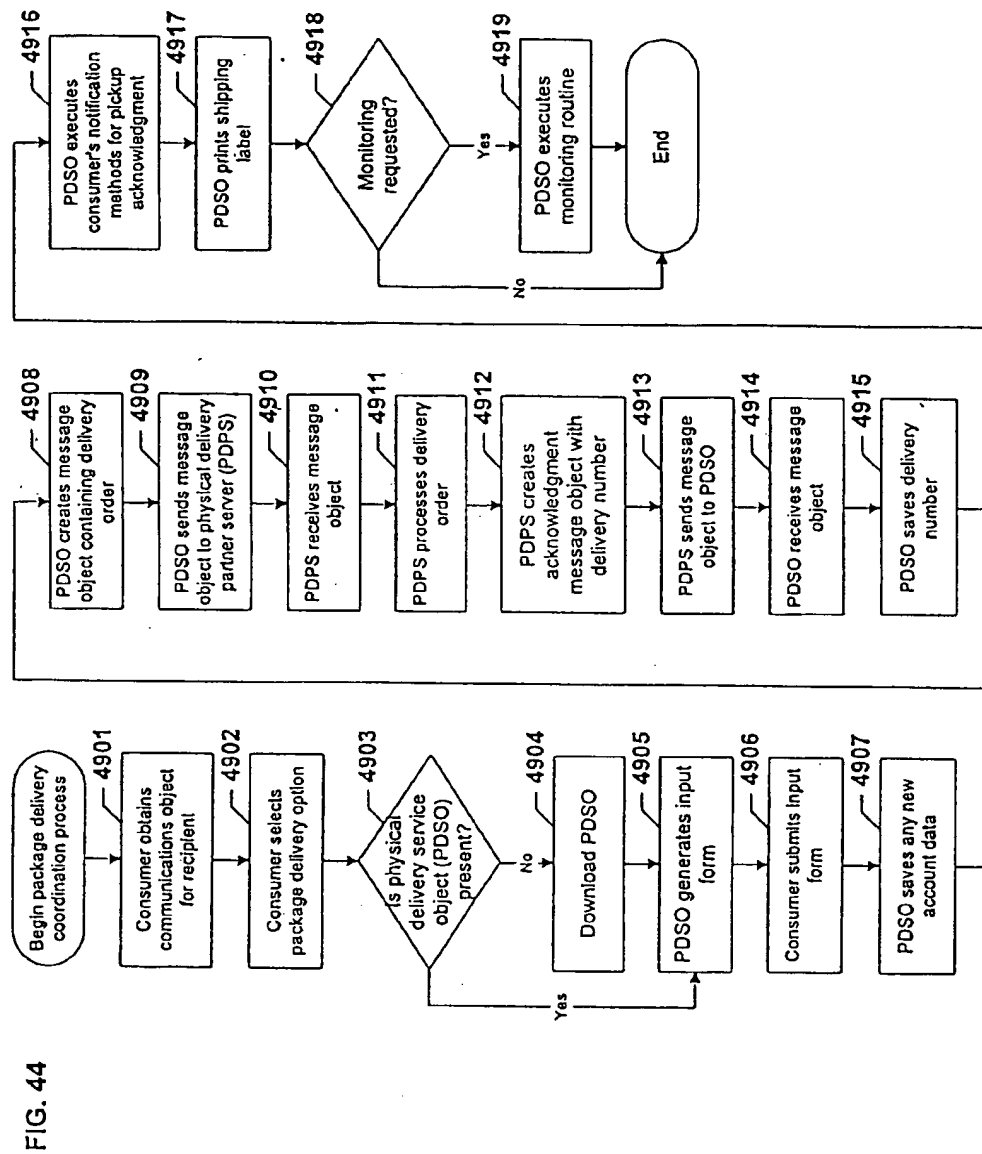 FIG. 44
Begin package delivery
coordination process
4901
Consumer obtains
communications object
for recipient
4902
Consumer selects
package delivery option
4903
Is physical
delivery service
object (PDSO)
present?
No
Yes
4904
Download PDSO
4905
PDSO generates input
form
4906
Consumer submits input
form
4907
PDSO saves any new
account data
4908
PDSO creates message
object containing delivery
order
4909
PDSO sends message
object to physical delivery
partner server (PDPS)
4910
PDPS receives message
object
4911
PDPS processes delivery
order
4912
PDPS creates
acknowledgment
message object with
delivery number
4913
PDPS sends message
object to PDSO
4914
PDSO receives message
object
4915
PDSO saves delivery
number
4916
PDSO executes
consumer's notification
methods for pickup
acknowledgment
4917
PDSO prints shipping
label
4918
Monitoring
requested?
Yes
No
4919
PDSO executes
monitoring routine
End